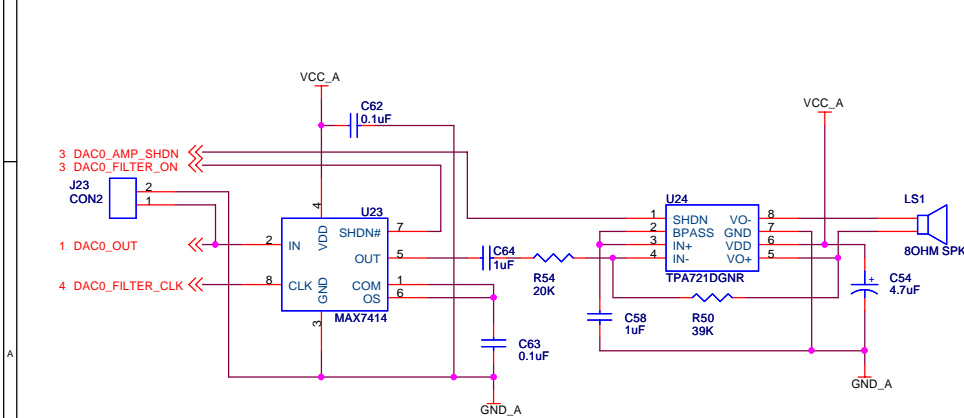 VCC_A
C62
0.1uF
VCC_A
3 DAC0_AMP_SHDN
3 DAC0_FILTER_ON
J23
CON2
2
1
4
U23
7
VDD
SHDN#
1 DAC0_OUT
2
IN
OUT
5
4 DAC0_FILTER_CLK
8
CLK
GND
COM
1
OS
6
3
MAX7414
C64
1uF
R54
20K
U24
1
SHDN
VO-
8
2
BPASS
GND
7
3
IN+
VDD
6
4
IN-
VO+
5
TPA721DGNR
LS1
8OHM SPK
C54
4.7uF
+
R50
39K
C58
1uF
C63
0.1uF
A
GND_A
GND_A